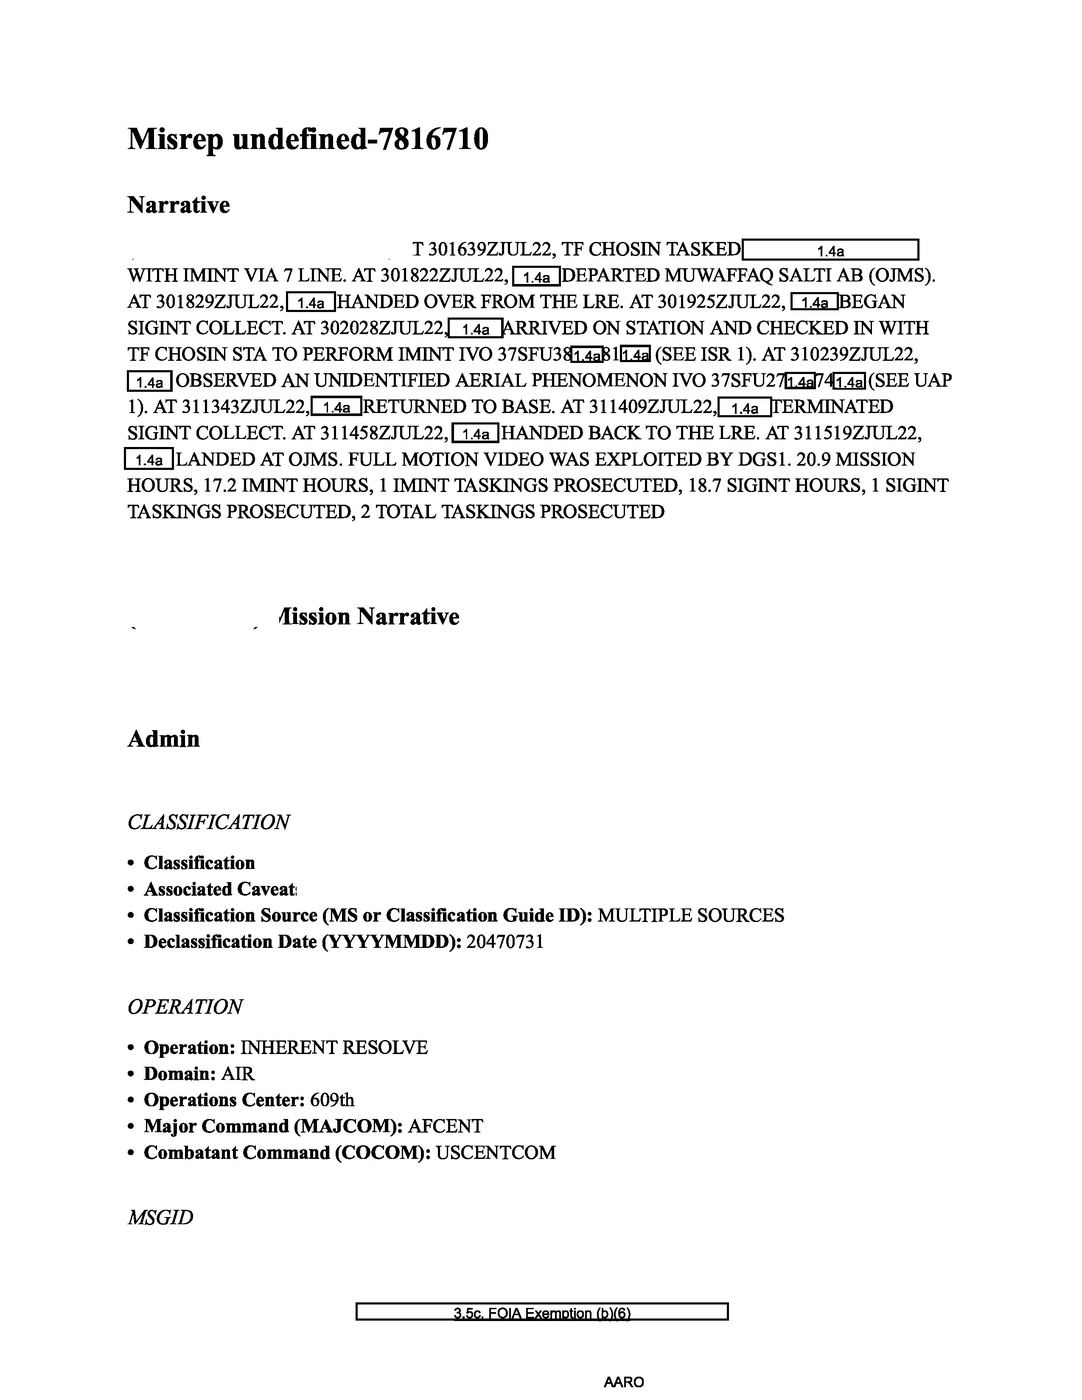 Misrep undefined-7816710
Narrative
T 301639ZJUL22, TF CHOSIN TASKED 1.4a
WITH IMINT VIA 7 LINE. AT 301822ZJUL22, 1.4a DEPARTED MUWAFFAQ SALTI AB (OJMS).
AT 301829ZJUL22, 1.4a HANDED OVER FROM THE LRE. AT 301925ZJUL22, 1.4a BEGAN
SIGINT COLLECT. AT 302028ZJUL22, 1.4a ARRIVED ON STATION AND CHECKED IN WITH
TF CHOSIN STA TO PERFORM IMINT IVO 37SFU38 1.4a 81 1.4a (SEE ISR 1). AT 310239ZJUL22,
1.4a OBSERVED AN UNIDENTIFIED AERIAL PHENOMENON IVO 37SFU27 1.4a 74 1.4a (SEE UAP
1). AT 311343ZJUL22, 1.4a RETURNED TO BASE. AT 311409ZJUL22, 1.4a TERMINATED
SIGINT COLLECT. AT 311458ZJUL22, 1.4a HANDED BACK TO THE LRE. AT 311519ZJUL22,
1.4a LANDED AT OJMS. FULL MOTION VIDEO WAS EXPLOITED BY DGS1. 20.9 MISSION
HOURS, 17.2 IMINT HOURS, 1 IMINT TASKINGS PROSECUTED, 18.7 SIGINT HOURS, 1 SIGINT
TASKINGS PROSECUTED, 2 TOTAL TASKINGS PROSECUTED
Mission Narrative
Admin
CLASSIFICATION
• Classification
• Associated Caveats
• Classification Source (MS or Classification Guide ID): MULTIPLE SOURCES
• Declassification Date (YYYYMMDD): 20470731
OPERATION
• Operation: INHERENT RESOLVE
• Domain: AIR
• Operations Center: 609th
• Major Command (MAJCOM): AFCENT
• Combatant Command (COCOM): USCENTCOM
MSGID
3.5c, FOIA Exemption (b)(6)
AARO